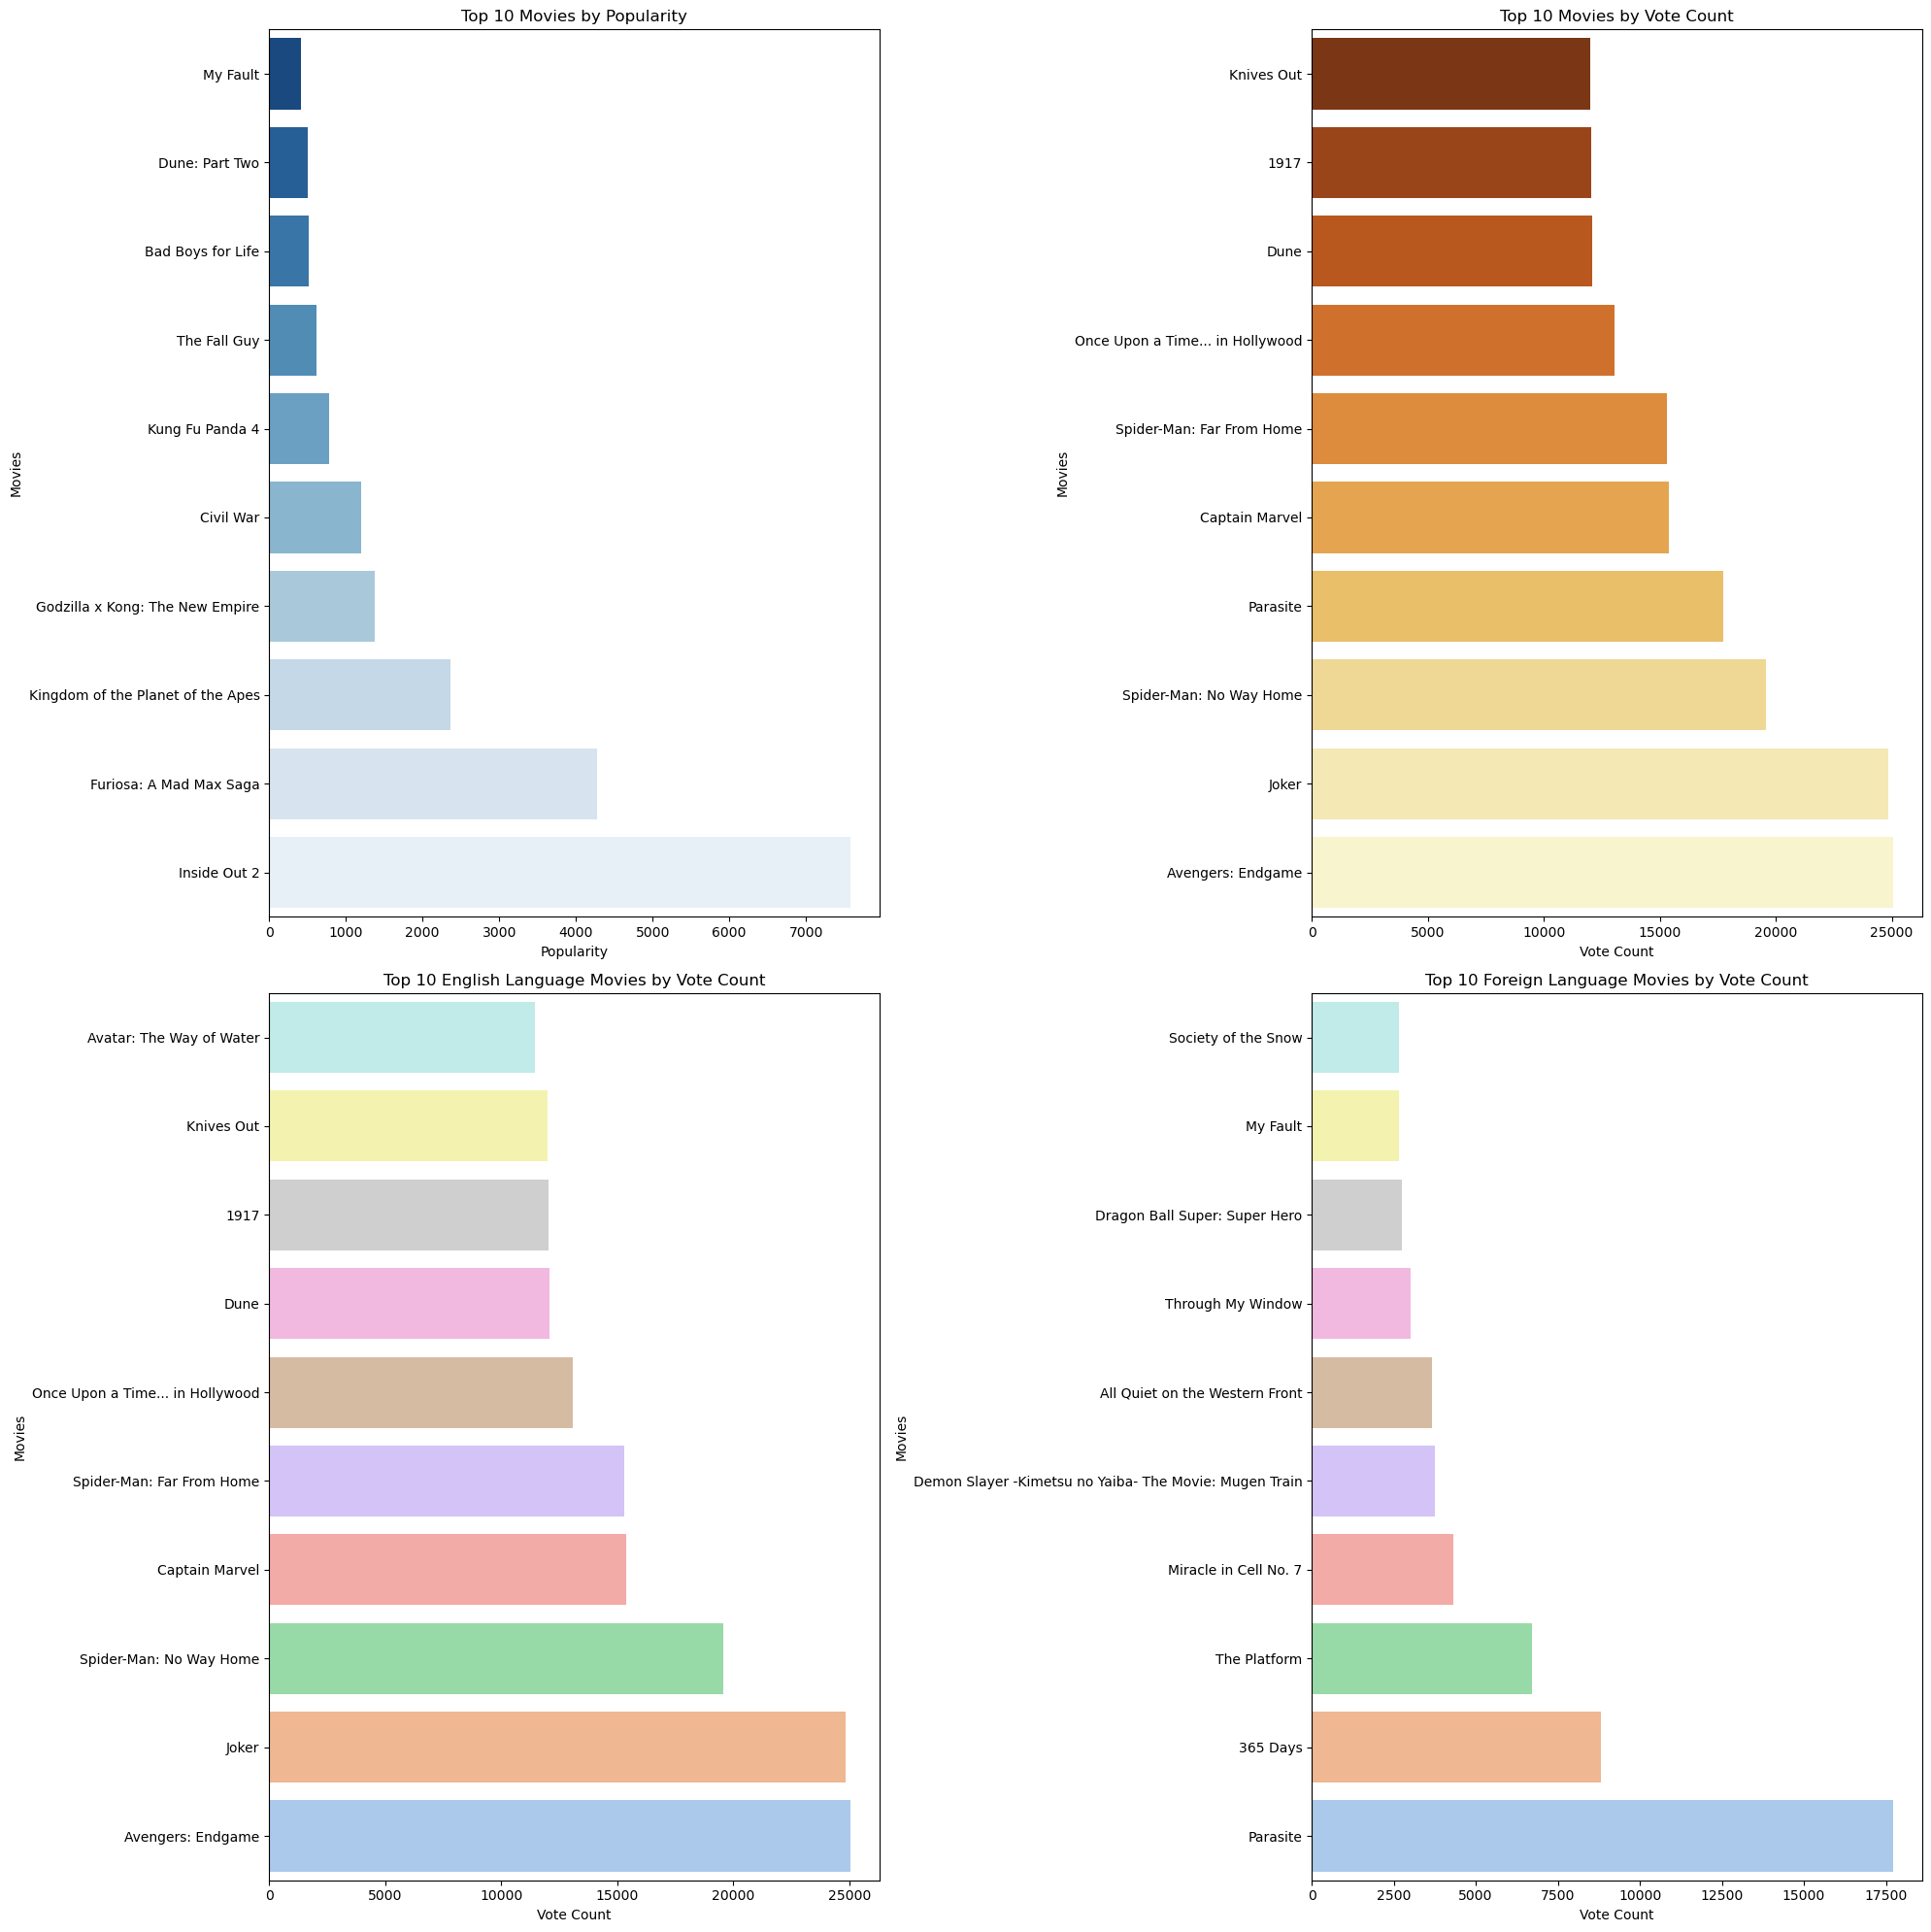 Top 10 Movies by Popularity
My Fault
Dune: Part Two
Bad Boys for Life
The Fall Guy
Kung Fu Panda 4
Civil War
Godzilla x Kong: The New Empire
Kingdom of the Planet of the Apes
Furiosa: A Mad Max Saga
Inside Out 2
Movies
0 1000 2000 3000 4000 5000 6000 7000
Popularity
Top 10 Movies by Vote Count
Knives Out
1917
Dune
Once Upon a Time... in Hollywood
Spider-Man: Far From Home
Captain Marvel
Parasite
Spider-Man: No Way Home
Joker
Avengers: Endgame
Movies
0 5000 10000 15000 20000 25000
Vote Count
Top 10 English Language Movies by Vote Count
Avatar: The Way of Water
Knives Out
1917
Dune
Once Upon a Time... in Hollywood
Spider-Man: Far From Home
Captain Marvel
Spider-Man: No Way Home
Joker
Avengers: Endgame
Movies
0 5000 10000 15000 20000 25000
Vote Count
Top 10 Foreign Language Movies by Vote Count
Society of the Snow
My Fault
Dragon Ball Super: Super Hero
Through My Window
All Quiet on the Western Front
Demon Slayer -Kimetsu no Yaiba- The Movie: Mugen Train
Miracle in Cell No. 7
The Platform
365 Days
Parasite
Movies
0 2500 5000 7500 10000 12500 15000 17500
Vote Count